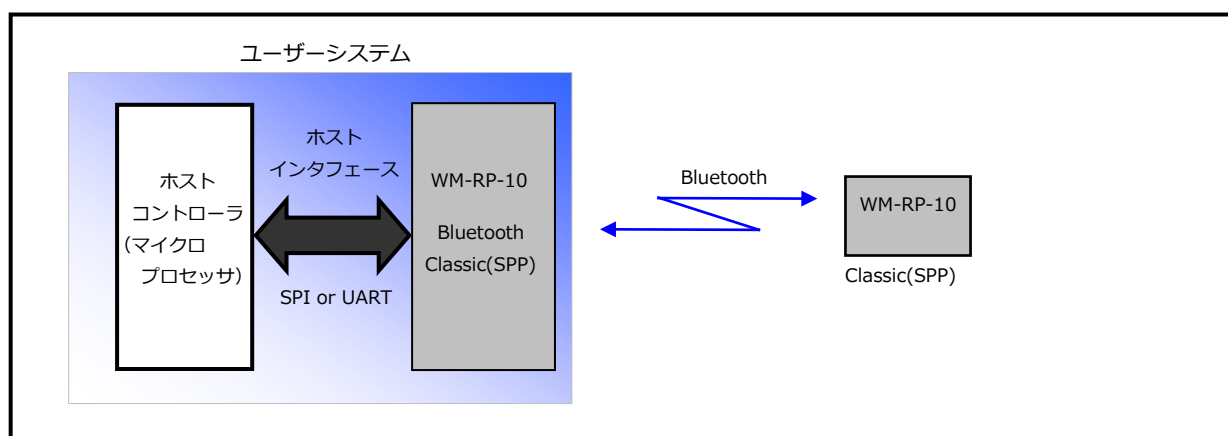 ユーザーシステム
ホスト
コントローラ
(マイクロ
プロセッサ)
ホスト
インタフェース
SPI or UART
WM-RP-10
Bluetooth
Classic(SPP)
Bluetooth
WM-RP-10
Classic(SPP)